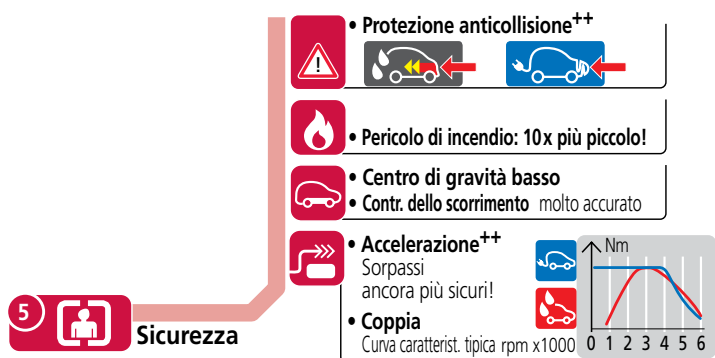 • Protezione anticollisione++
• Pericolo di incendio: 10x più piccolo!
• Centro di gravità basso
• Contr. dello scorrimento molto accurato
• Accelerazione++
Sorpassi
ancora più sicuri!
• Coppia
Curva caratterist. tipica rpm x1000
Nm
0 1 2 3 4 5 6
5
Sicurezza